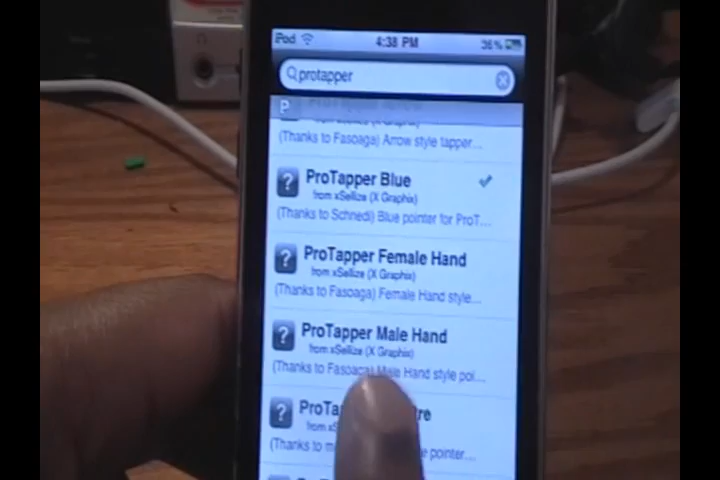 iPod 4:38 PM 36%
protapper
P
(Thanks to Fasoaga) Arrow style tapper...
ProTapper Blue
from xSellize (X Graphix)
(Thanks to Schnedi) Blue pointer for ProT...
ProTapper Female Hand
from xSellize (X Graphix)
(Thanks to Fasoaga) Female Hand style...
ProTapper Male Hand
from xSellize (X Graphix)
(Thanks to Fasoaga) Male Hand style poi...
(Thanks to pointer...